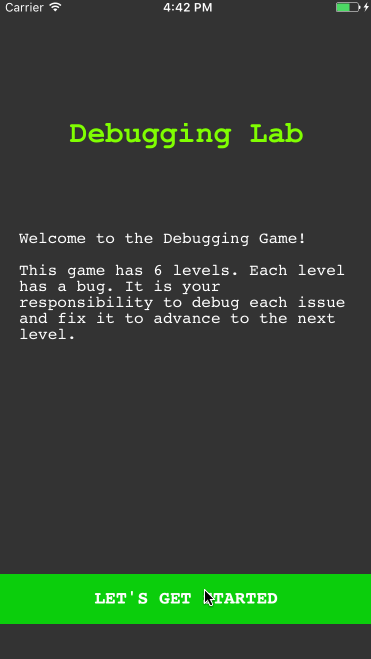 Carrier 4:42 PM
Debugging Lab
Welcome to the Debugging Game!
This game has 6 levels. Each level
has a bug. It is your
responsibility to debug each issue
and fix it to advance to the next
level.
LET'S GET STARTED